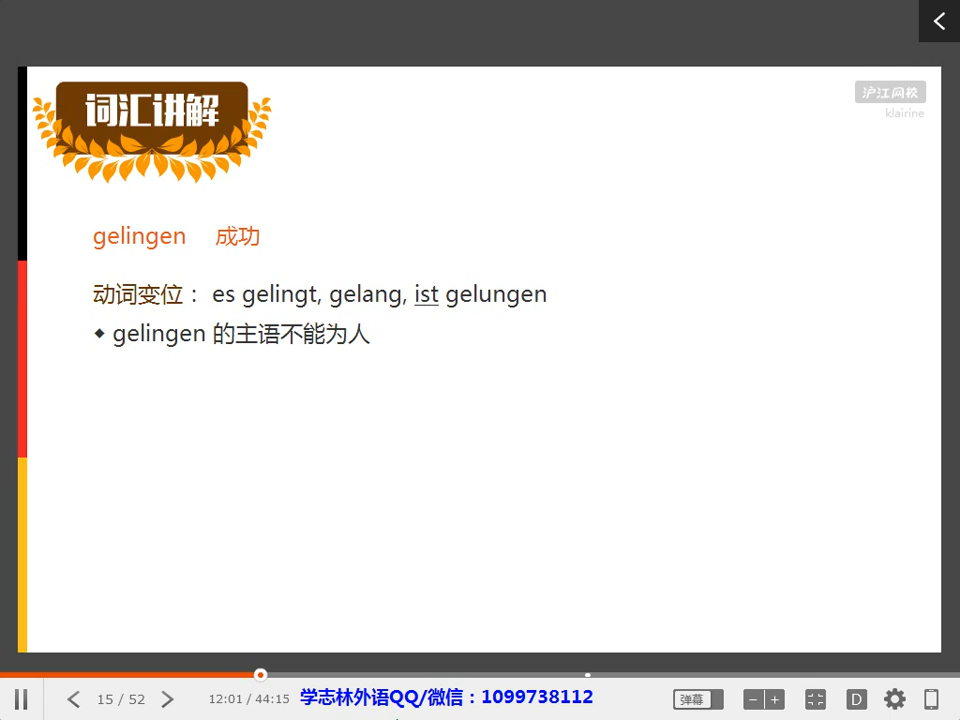 词汇讲解
沪江网校
klairine
gelingen 成功
动词变位： es gelingt, gelang, ist gelungen
◆ gelingen 的主语不能为人
15 / 52
12:01 / 44:15
学志林外语QQ/微信：1099738112
弹幕
D